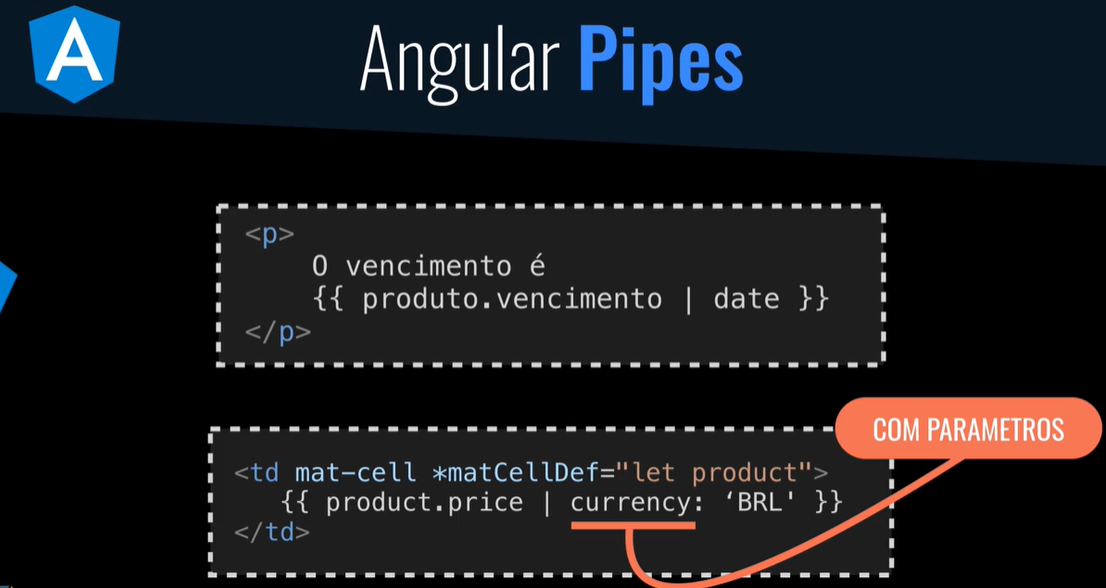 A
Angular Pipes
<p>
O vencimento é
{{ produto.vencimento | date }}
</p>
COM PARAMETROS
<td mat-cell *matCellDef="let product">
{{ product.price | currency: ‘BRL' }}
</td>